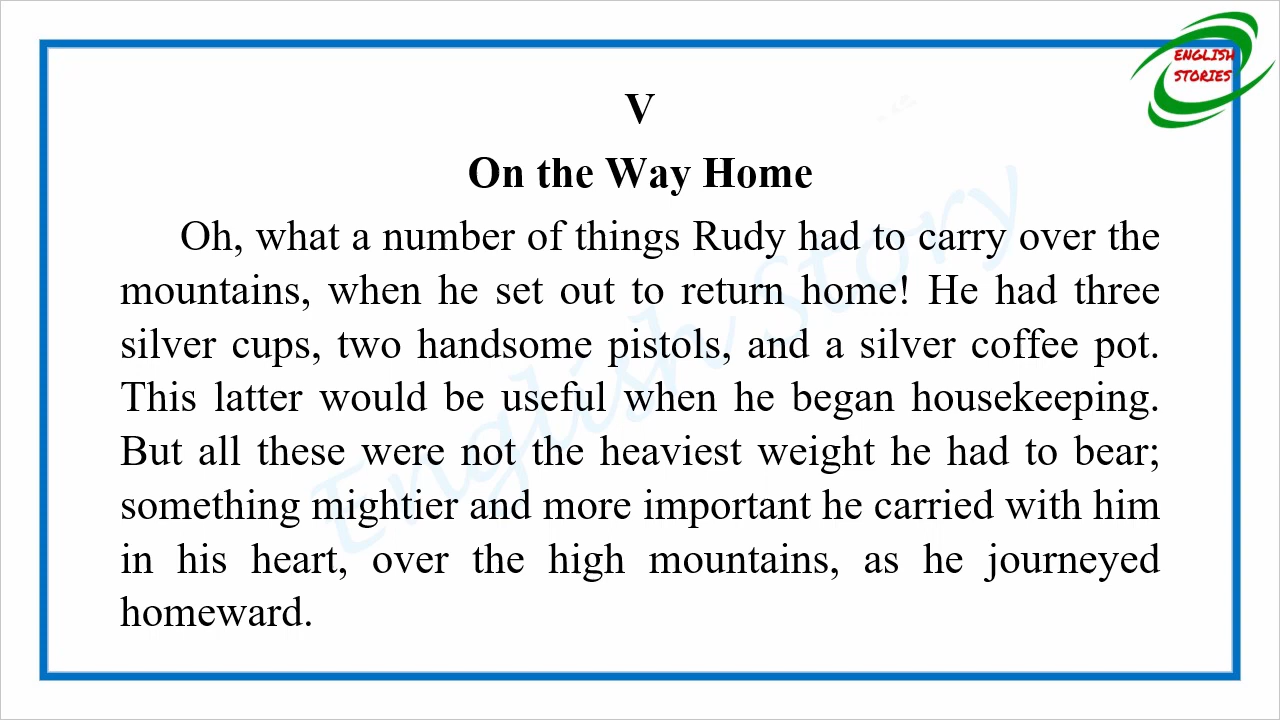 ENGLISH
STORIES
V
On the Way Home
Oh, what a number of things Rudy had to carry over the
mountains, when he set out to return home! He had three
silver cups, two handsome pistols, and a silver coffee pot.
This latter would be useful when he began housekeeping.
But all these were not the heaviest weight he had to bear;
something mightier and more important he carried with him
in his heart, over the high mountains, as he journeyed
homeward.
English Story